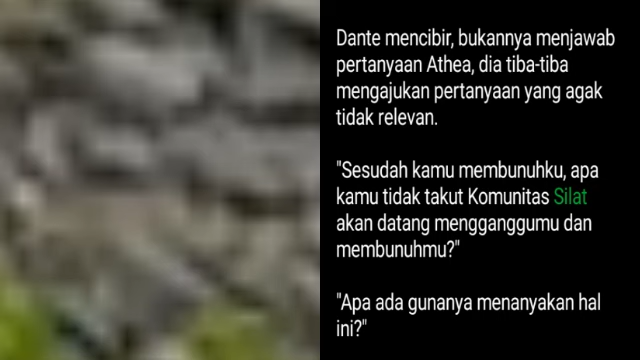 Dante mencibir, bukannya menjawab
pertanyaan Athea, dia tiba-tiba
mengajukan pertanyaan yang agak
tidak relevan.
"Sesudah kamu membunuhku, apa
kamu tidak takut Komunitas Silat
akan datang mengganggumu dan
membunuhmu?"
"Apa ada gunanya menanyakan hal
ini?"